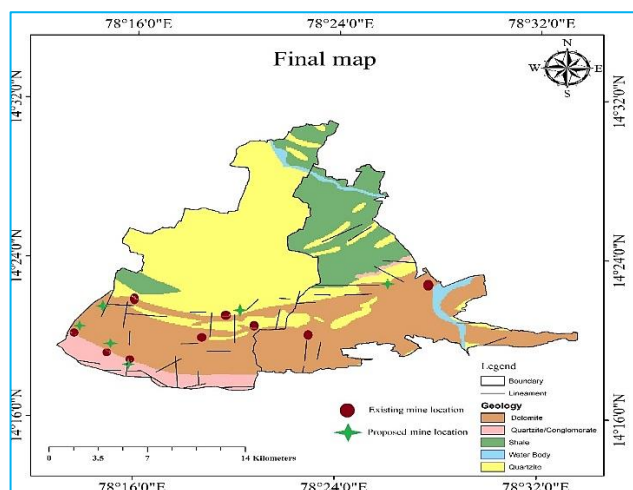 78°16'0"E 78°24'0"E 78°32'0"E
Final map
N
W E
S
14°32'0"N 14°32'0"N
14°24'0"N 14°24'0"N
14°16'0"N 14°16'0"N
Legend
Boundary
Lineament
Geology
Dolomite
Quartzite/Conglomorate
Shale
Water Body
Quartzite
Existing mine location
Proposed mine location
0 3.5 7 14 Kilometers
78°16'0"E 78°24'0"E 78°32'0"E